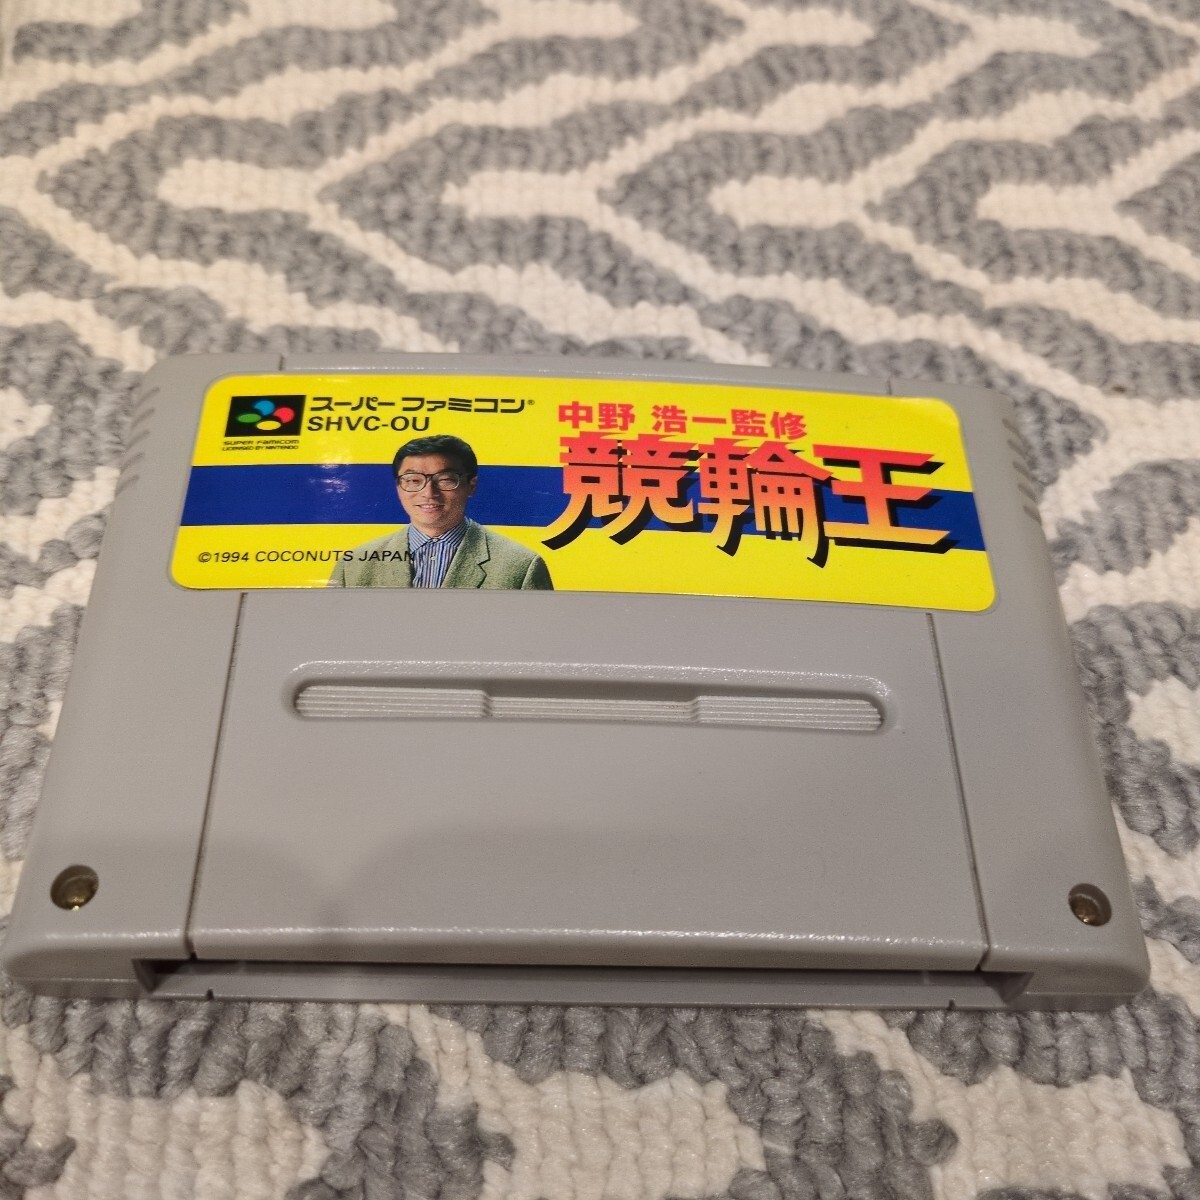 スーパーファミコン®
SHVC-OU
SUPER FAMICOM
LICENSED BY NINTENDO
中野 浩一監修
競輪王
©1994 COCONUTS JAPAN